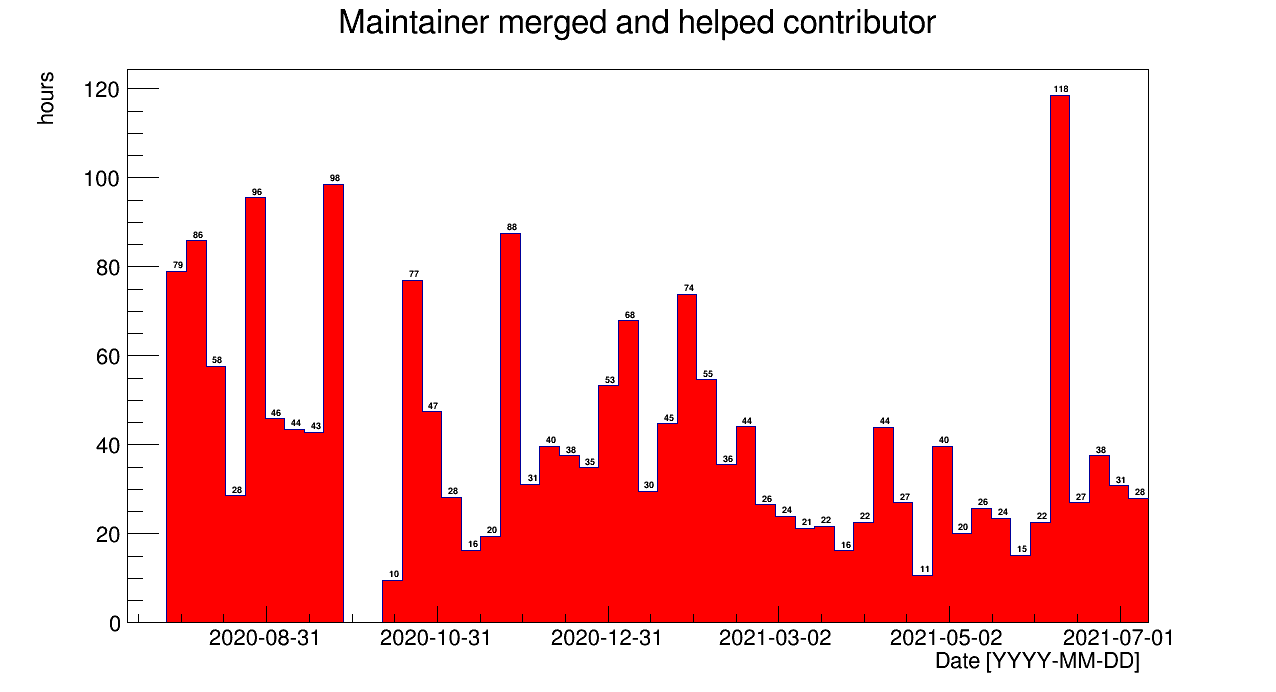 Maintainer merged and helped contributor
hours
120
100
80
60
40
20
0
79 86 58 28 96 46 44 43 98 10 77 47 28 16 20 88 31 40 38 35 53 68 30 45 74 55 36 44 26 24 21 22 16 22 44 27 11 40 20 26 24 15 22 118 27 38 31 28
2020-08-31 2020-10-31 2020-12-31 2021-03-02 2021-05-02 2021-07-01
Date [YYYY-MM-DD]